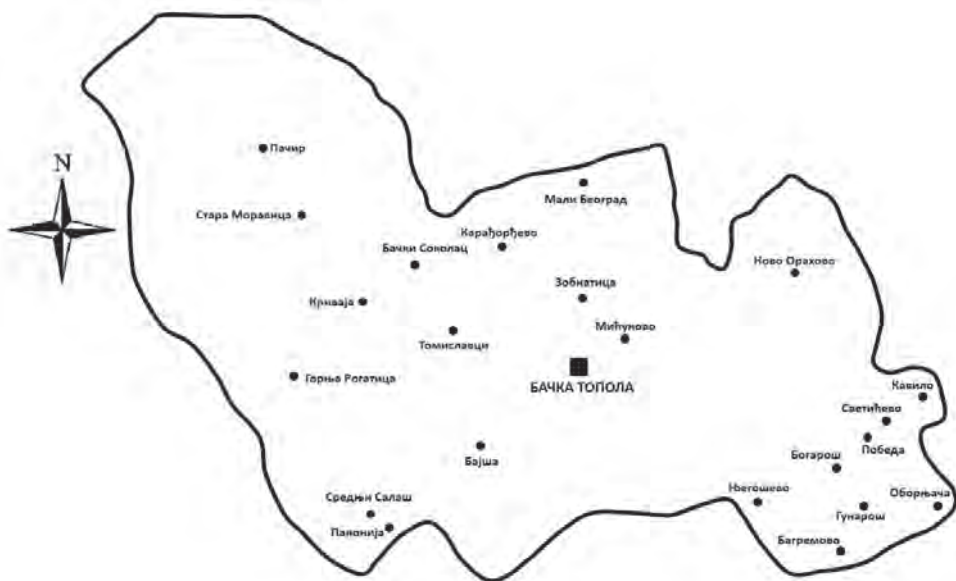 N
Пачир
Стара Моравица
Мали Београд
Карађорђево
Бачки Соколац
Ново Орахово
Зобнатица
Криваја
Мићуново
Томиславци
Горња Рогатица
БАЧКА ТОПОЛА
Кавило
Светићево
Победа
Бајша
Богарош
Средњи Салаш
Његошево
Оборњача
Гунарош
Панонија
Багремово